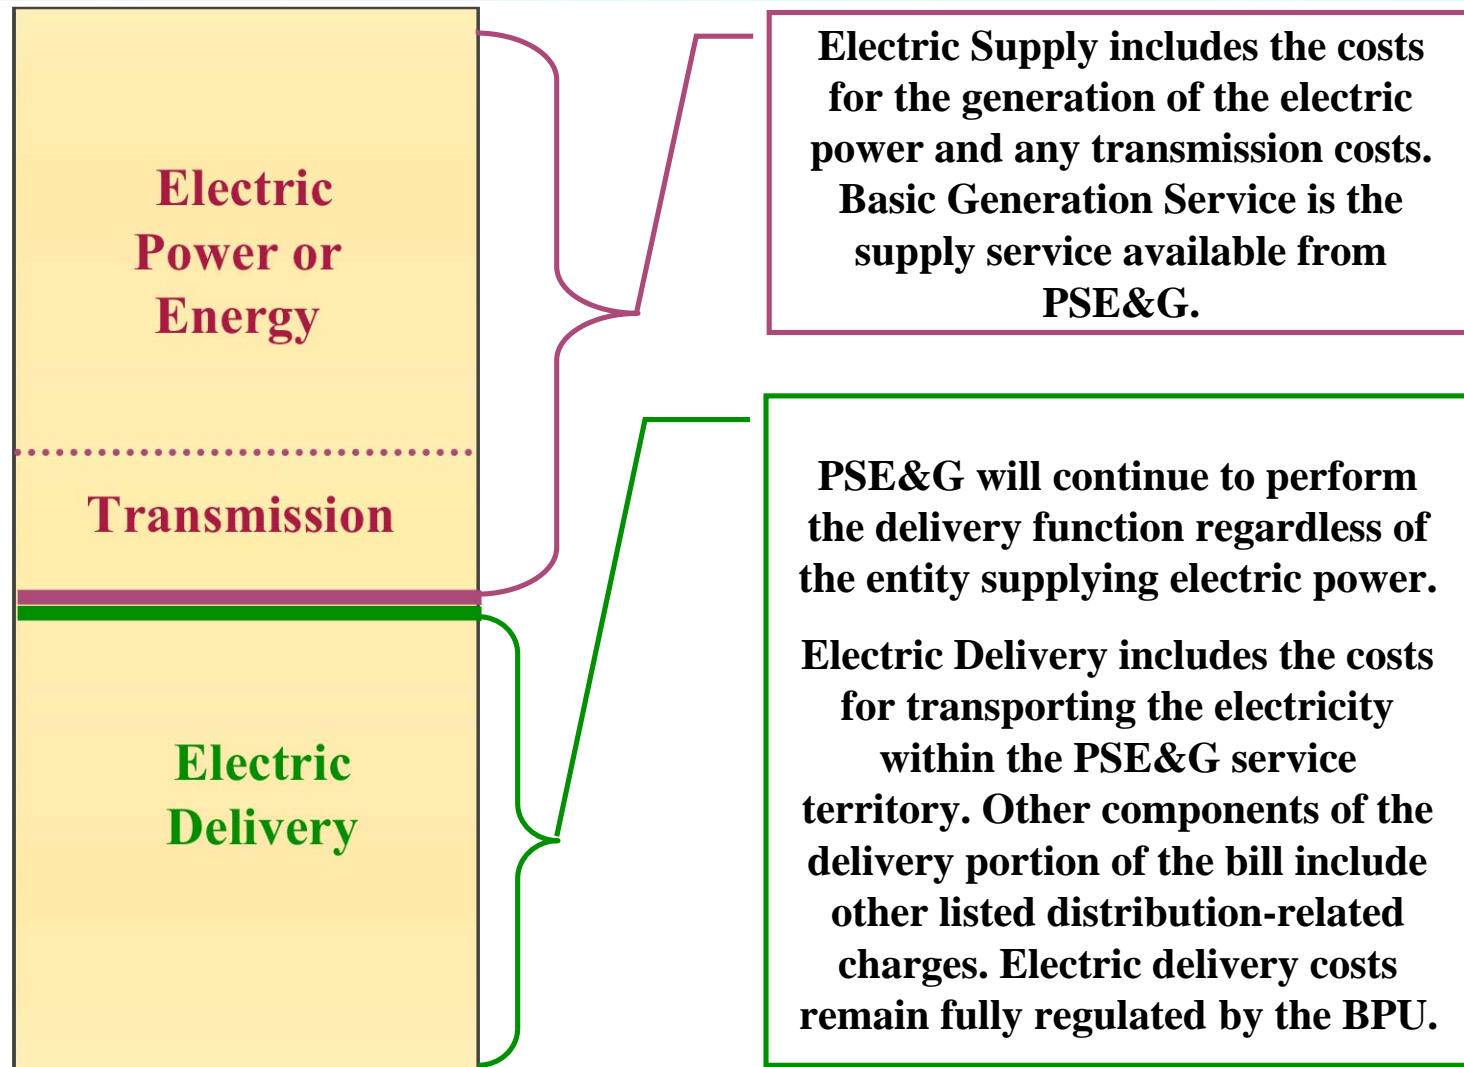 Electric
Power or
Energy
Transmission
Electric
Delivery
Electric Supply includes the costs
for the generation of the electric
power and any transmission costs.
Basic Generation Service is the
supply service available from
PSE&G.
PSE&G will continue to perform
the delivery function regardless of
the entity supplying electric power.
Electric Delivery includes the costs
for transporting the electricity
within the PSE&G service
territory. Other components of the
delivery portion of the bill include
other listed distribution-related
charges. Electric delivery costs
remain fully regulated by the BPU.